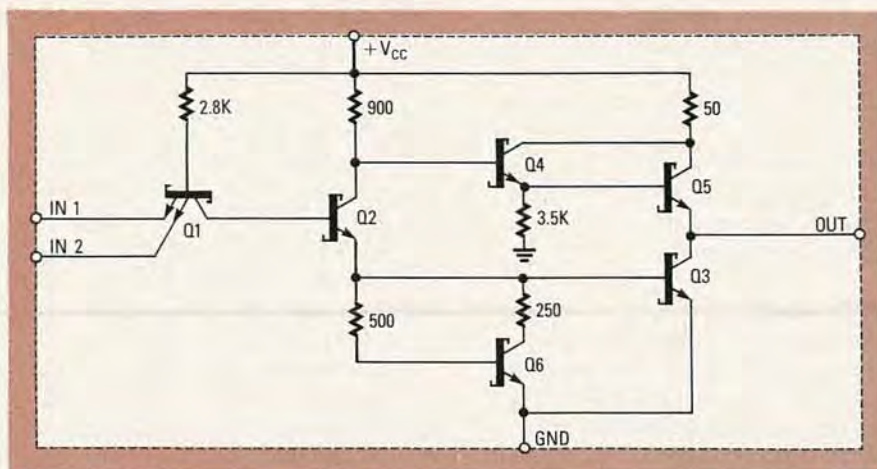 +VCC
2.8K
900
50
Q4
Q5
IN 1
Q1
Q2
3.5K
OUT
IN 2
Q3
500
250
Q6
GND